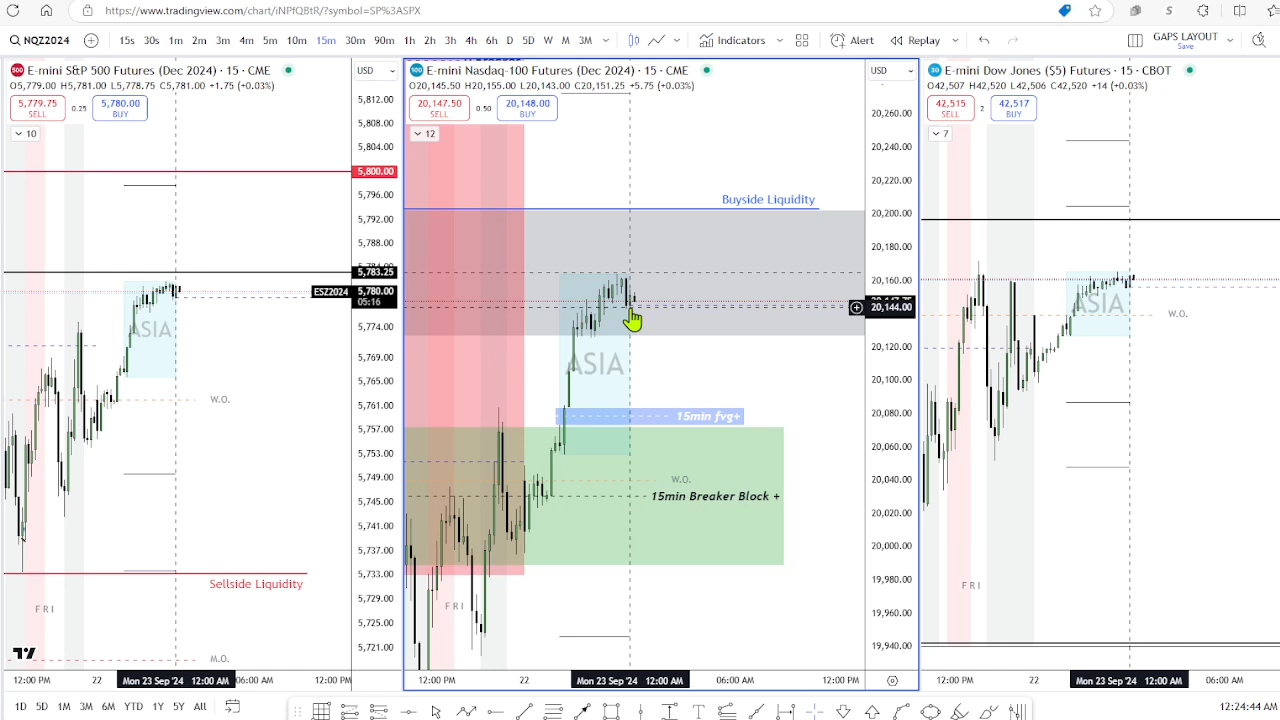 https://www.tradingview.com/chart/iNPfQBtR/?symbol=SP%3ASPX
NQZ2024 15s 30s 1m 2m 3m 4m 5m 10m 15m 30m 90m 1h 2h 3h 4h 6h D 5D W M 3M Indicators Alert Replay GAPS LAYOUT
Save
500 E-mini S&P 500 Futures (Dec 2024) · 15 · CME
O5,779.00 H5,781.00 L5,778.75 C5,781.00 +1.75 (+0.03%)
5,779.75 0.25 5,780.00
SELL BUY
10
USD
5,812.00
5,808.00
5,804.00
5,800.00
5,796.00
5,792.00
5,788.00
5,783.25
ESZ2024 5,780.00
05:16
5,774.00
5,769.00
5,765.00
5,761.00
5,757.00
5,753.00
5,749.00
5,745.00
5,741.00
5,737.00
5,733.00
5,729.00
5,725.00
5,721.00
ASIA
W.O.
Sellside Liquidity
FRI
M.O.
12:00 PM 22 Mon 23 Sep '24 12:00 AM 06:00 AM 12:00 PM
100 E-mini Nasdaq-100 Futures (Dec 2024) · 15 · CME
O20,145.50 H20,155.00 L20,143.00 C20,151.25 +5.75 (+0.03%)
20,147.50 0.50 20,148.00
SELL BUY
12
USD
20,260.00
20,240.00
20,220.00
20,200.00
20,180.00
20,160.00
20,144.00
20,120.00
20,100.00
20,080.00
20,060.00
20,040.00
20,020.00
20,000.00
19,980.00
19,960.00
19,940.00
Buyside Liquidity
ASIA
15min fvg+
W.O.
15min Breaker Block +
FRI
12:00 PM 22 Mon 23 Sep '24 12:00 AM 06:00 AM 12:00 PM
30 E-mini Dow Jones ($5) Futures · 15 · CBOT
O42,507 H42,520 L42,506 C42,520 +14 (+0.03%)
42,515 2 42,517
SELL BUY
7
ASIA
W.O.
FRI
12:00 PM 22 Mon 23 Sep '24 12:00 AM 06:00 AM
1D 5D 1M 3M 6M YTD 1Y 5Y All
12:24:44 AM